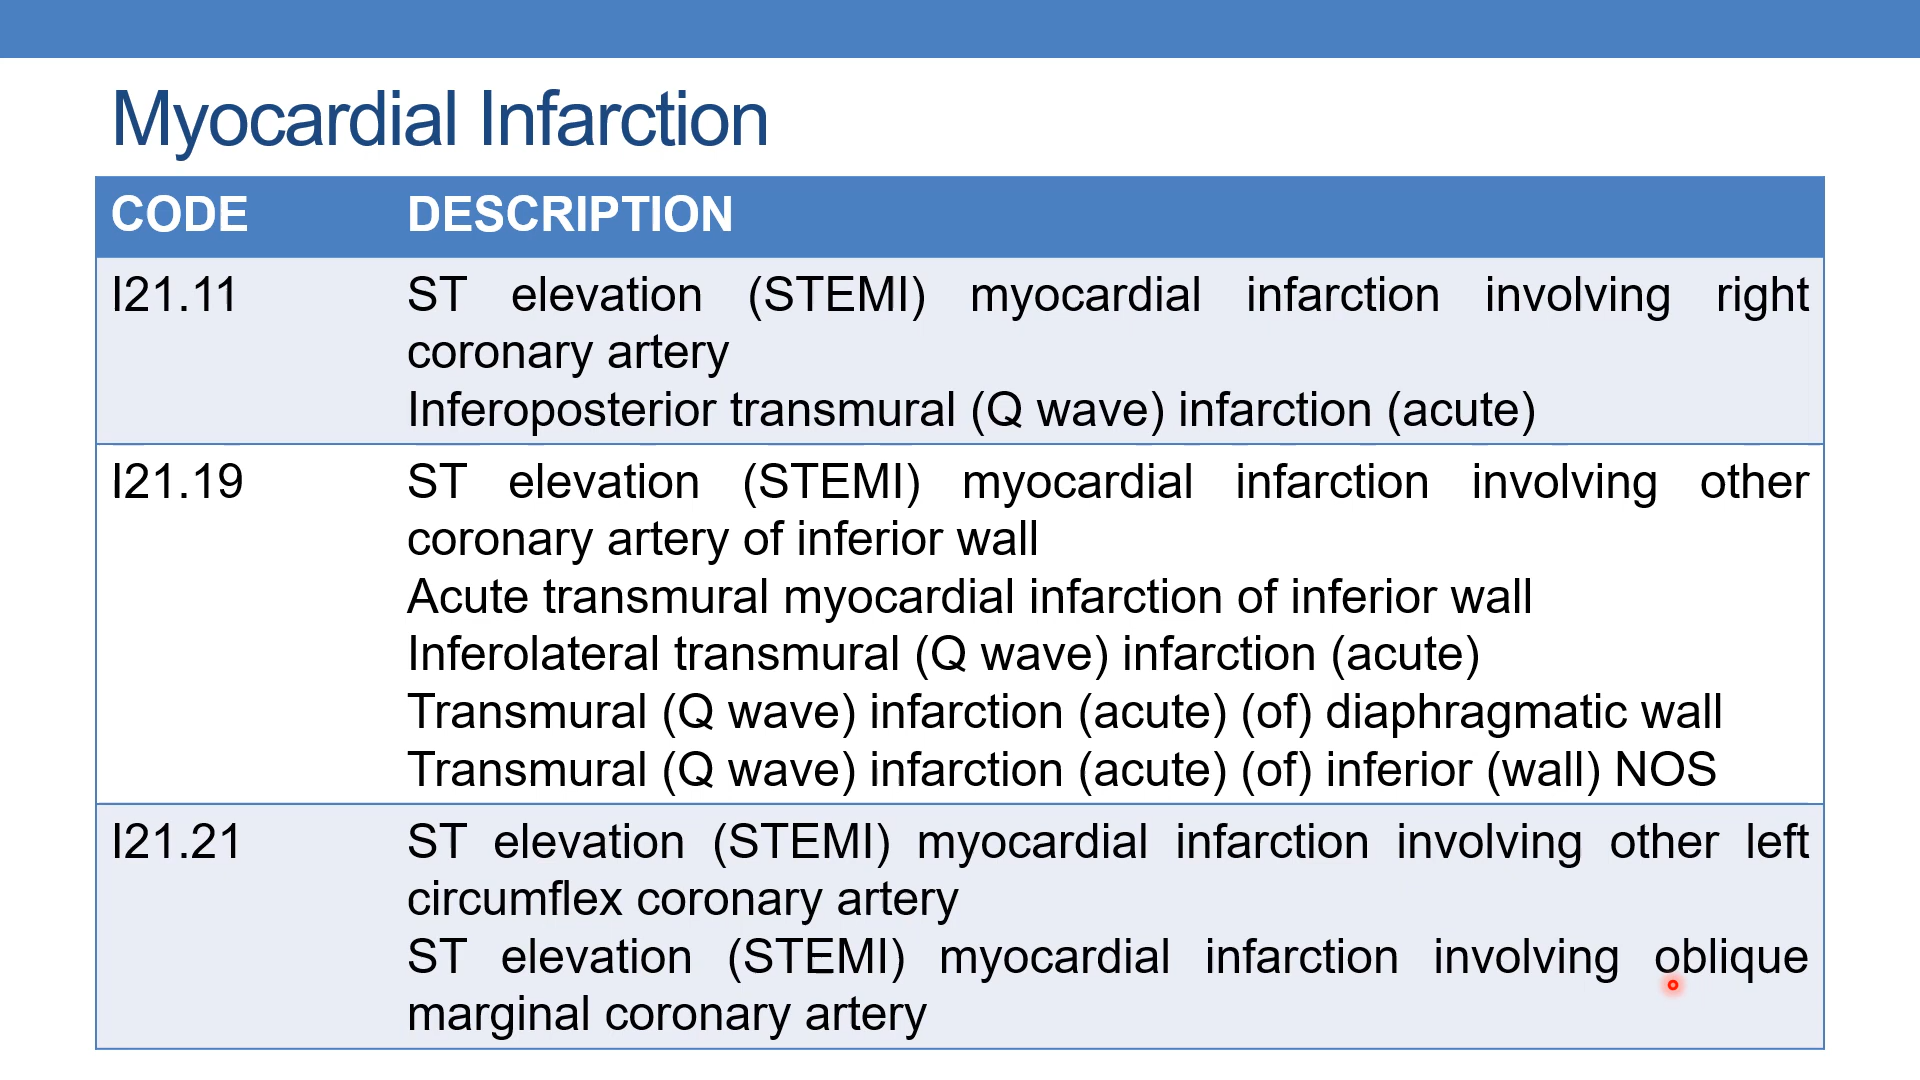 Myocardial Infarction
CODE DESCRIPTION
I21.11 ST elevation (STEMI) myocardial infarction involving right
coronary artery
Inferoposterior transmural (Q wave) infarction (acute)
I21.19 ST elevation (STEMI) myocardial infarction involving other
coronary artery of inferior wall
Acute transmural myocardial infarction of inferior wall
Inferolateral transmural (Q wave) infarction (acute)
Transmural (Q wave) infarction (acute) (of) diaphragmatic wall
Transmural (Q wave) infarction (acute) (of) inferior (wall) NOS
I21.21 ST elevation (STEMI) myocardial infarction involving other left
circumflex coronary artery
ST elevation (STEMI) myocardial infarction involving oblique
marginal coronary artery